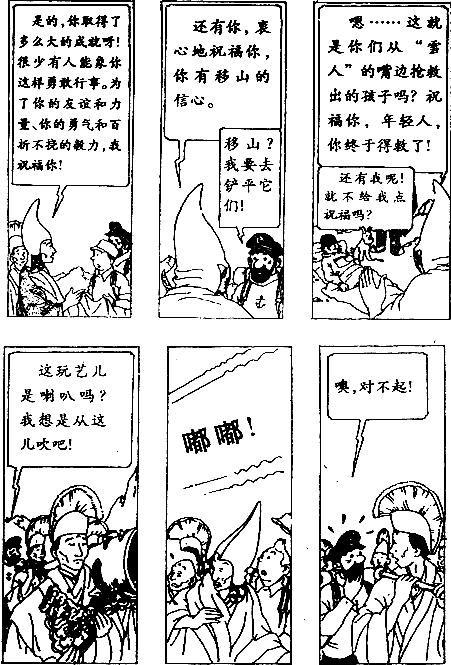 是的,你取得了
多么大的成就呀!
很少有人能象你
这样勇敢行事。为
了你的友谊和力
量、你的勇气和百
折不挠的毅力,我
祝福你!
还有你,衷
心地祝福你,
你有移山的
信心。
移山?
我要去
铲平它
们!
嗯……这就
是你们从“雪
人”的嘴边抢救
出的孩子吗?祝
福你,年轻人,
你终于得救了!
还有我呢!
就不给我点
祝福吗?
这玩艺儿
是喇叭吗?
我想是从这
儿吹吧!
嘟嘟!
噢,对不起!